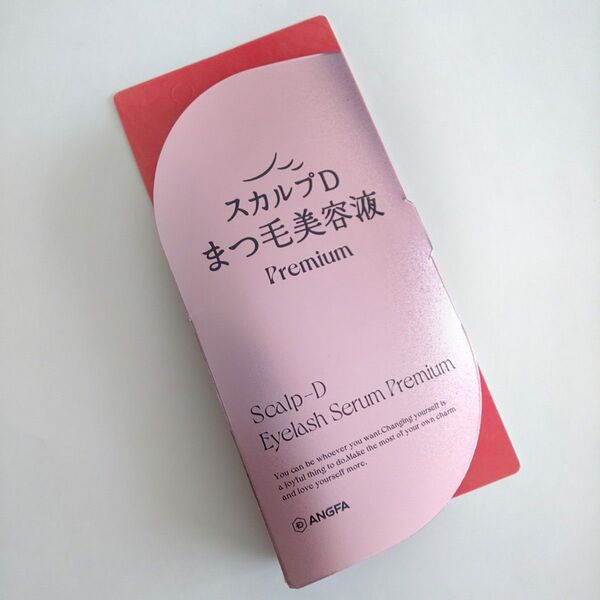 スカルプD
まつ毛美容液
Premium
Scalp-D
Eyelash Serum Premium
You can be whoever you want.Changing yourself is
a joyful thing to do.Make the most of your own charm
and love yourself more.
ANGFA